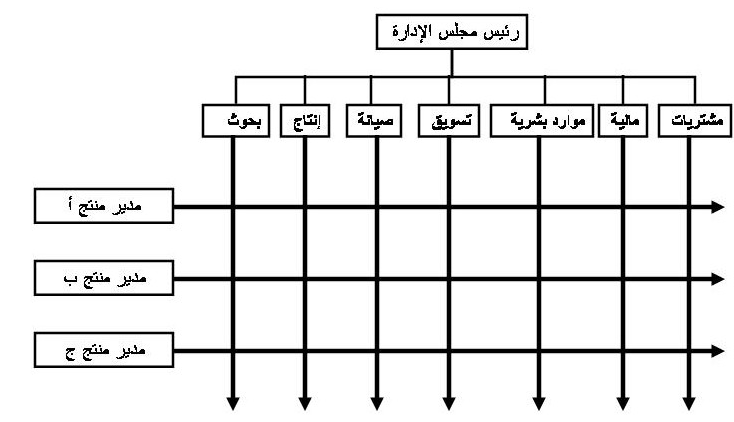 رئيس مجلس الإدارة
مشتريات
مالية
موارد بشرية
تسويق
صيانة
إنتاج
بحوث
مدير منتج أ
مدير منتج ب
مدير منتج ج